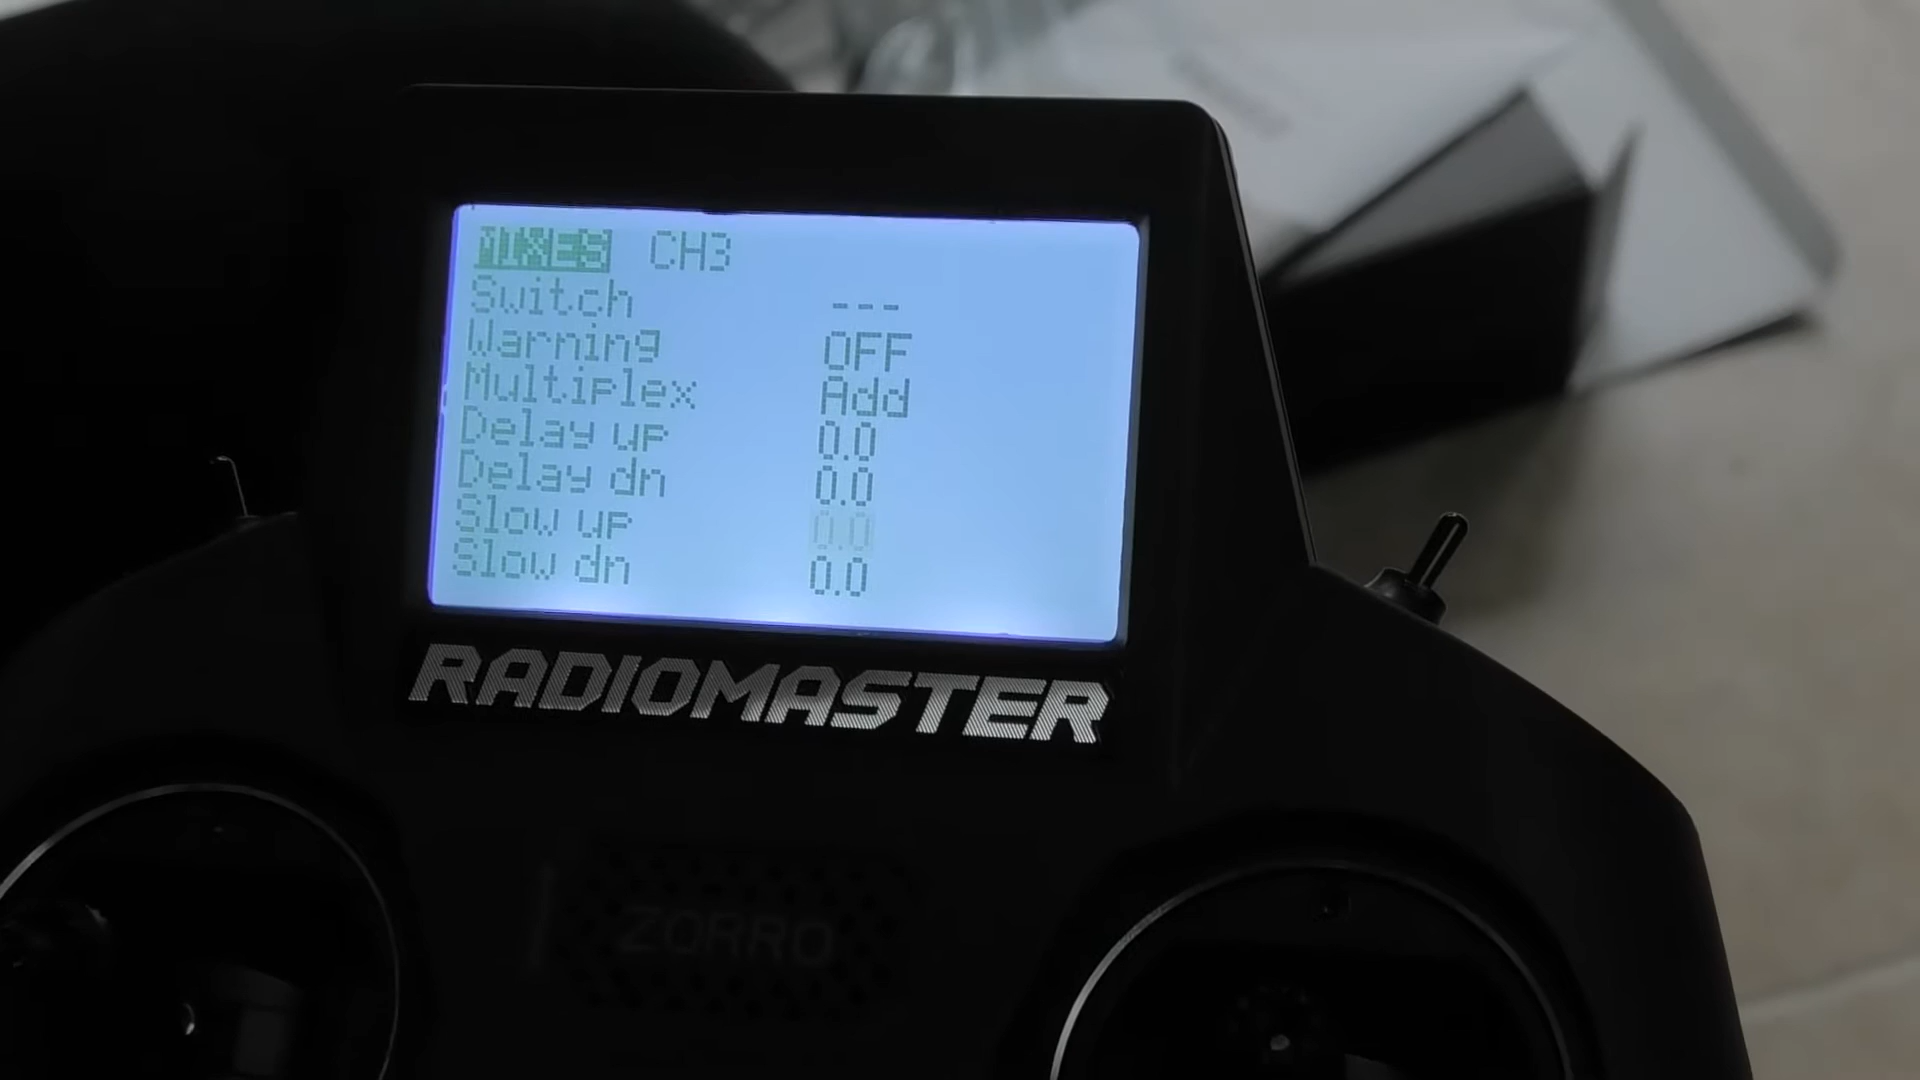 MIXES CH3
Switch ---
Warning OFF
Multiplex Add
Delay up 0.0
Delay dn 0.0
Slow up 0.0
Slow dn 0.0
RADIOMASTER
ZORRO